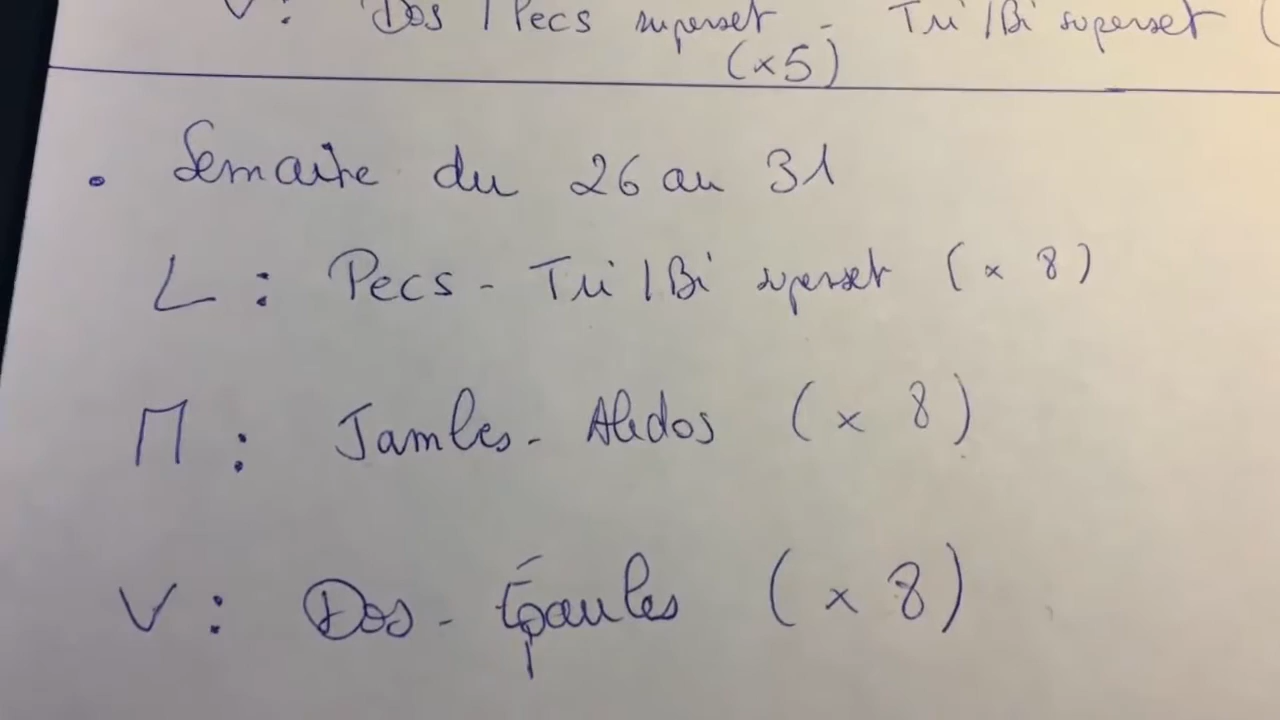 V: Dos / Pecs superset - Tri/Bi superset (
(x5)
. Semaine du 26 au 31
L : Pecs - Tri/Bi superset (x 8)
M : Jambes - Abdos (x 8)
V : Dos - Épaules (x 8)